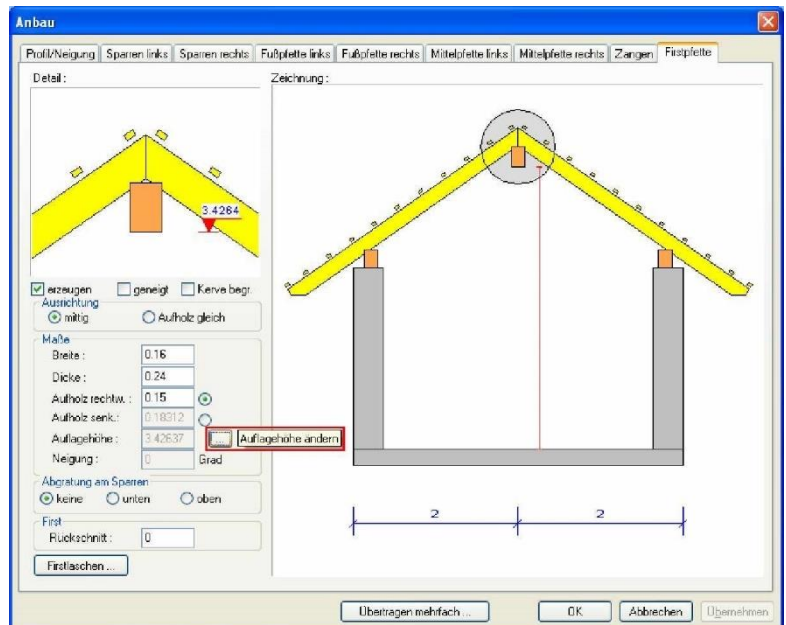 Anbau
Profil/Neigung Sparren links Sparren rechts Fußpfette links Fußpfette rechts Mittelpfette links Mittelpfette rechts Zangen Firstpfette
Detail :
Zeichnung :
3.4264
erzeugen geneigt Kerve begr.
Ausrichtung
mittig Aufholz gleich
Maße
Breite : 0.16
Dicke : 0.24
Aufholz rechtw. : 0.15
Aufholz senk.: 0.18312
Auflagehöhe : 3.42637 ... Auflagehöhe ändern
Neigung : 0 Grad
Abgratung am Sparren
keine unten oben
First
Rückschnitt : 0
Firstlaschen ...
2 2
Übertragen mehrfach ... OK Abbrechen Übernehmen